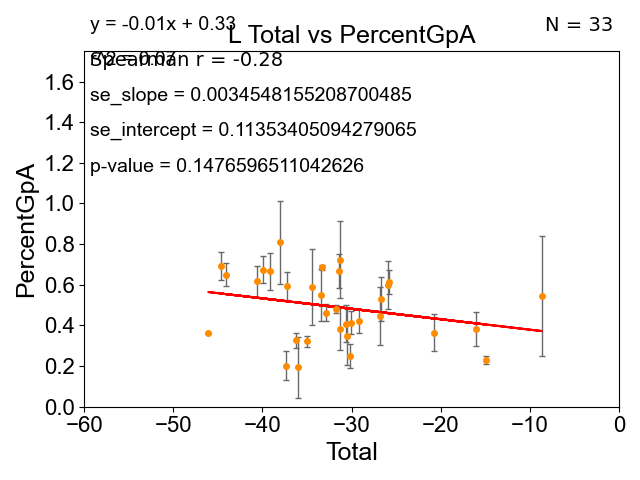 y = -0.01x + 0.33
L Total vs PercentGpA
N = 33
Spearman r = -0.28
se_slope = 0.0034548155208700485
se_intercept = 0.11353405094279065
p-value = 0.1476596511042626
PercentGpA
1.6
1.4
1.2
1.0
0.8
0.6
0.4
0.2
0.0
−60
−50
−40
−30
−20
−10
0
Total